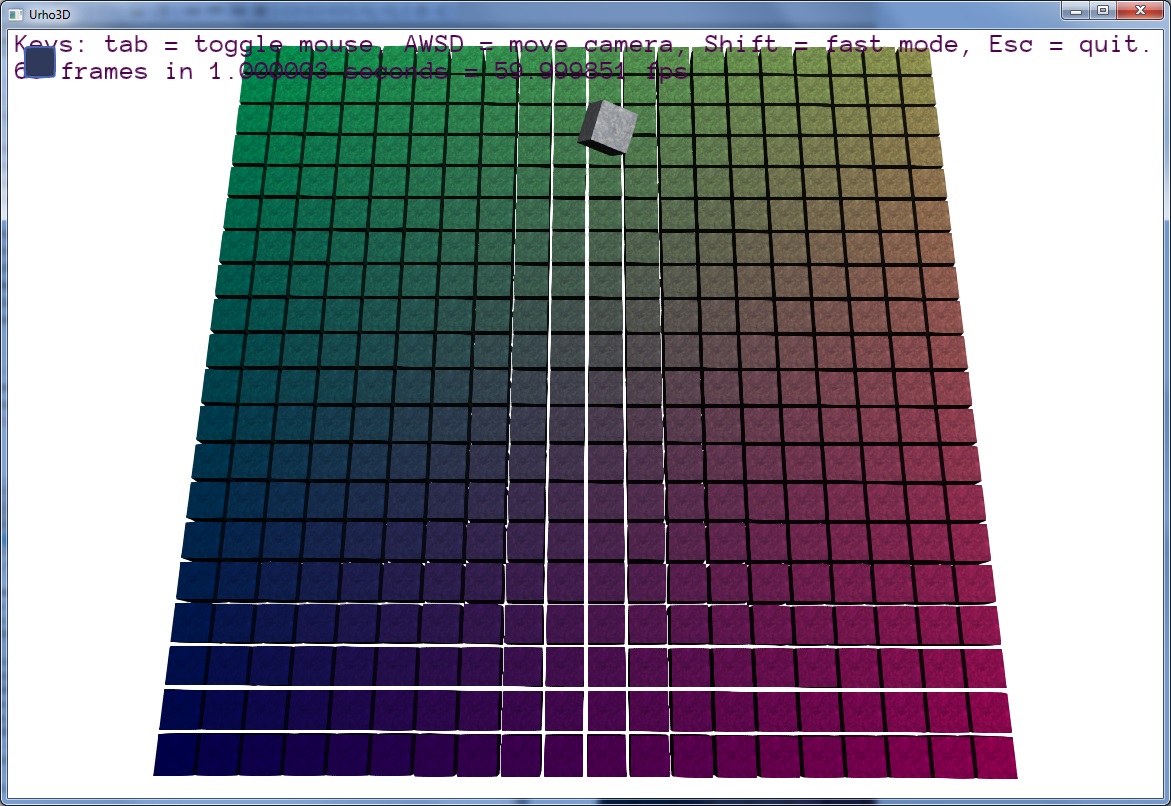 Urho3D
Keys: tab = toggle mouse, AWSD = move camera, Shift = fast mode, Esc = quit.
frames in 1.000003 seconds = 59.999851 fps